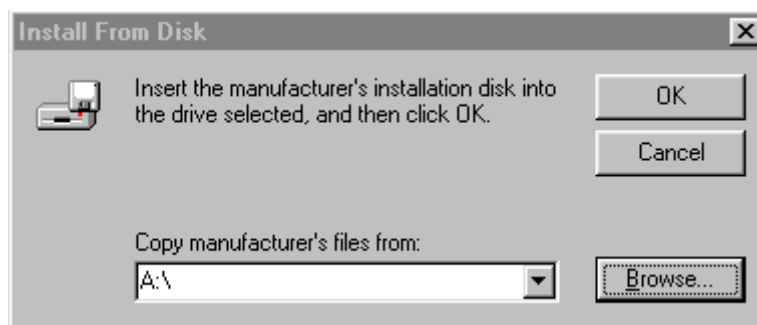 Install From Disk
Insert the manufacturer's installation disk into
the drive selected, and then click OK.
OK
Cancel
Copy manufacturer's files from:
A:\
Browse...